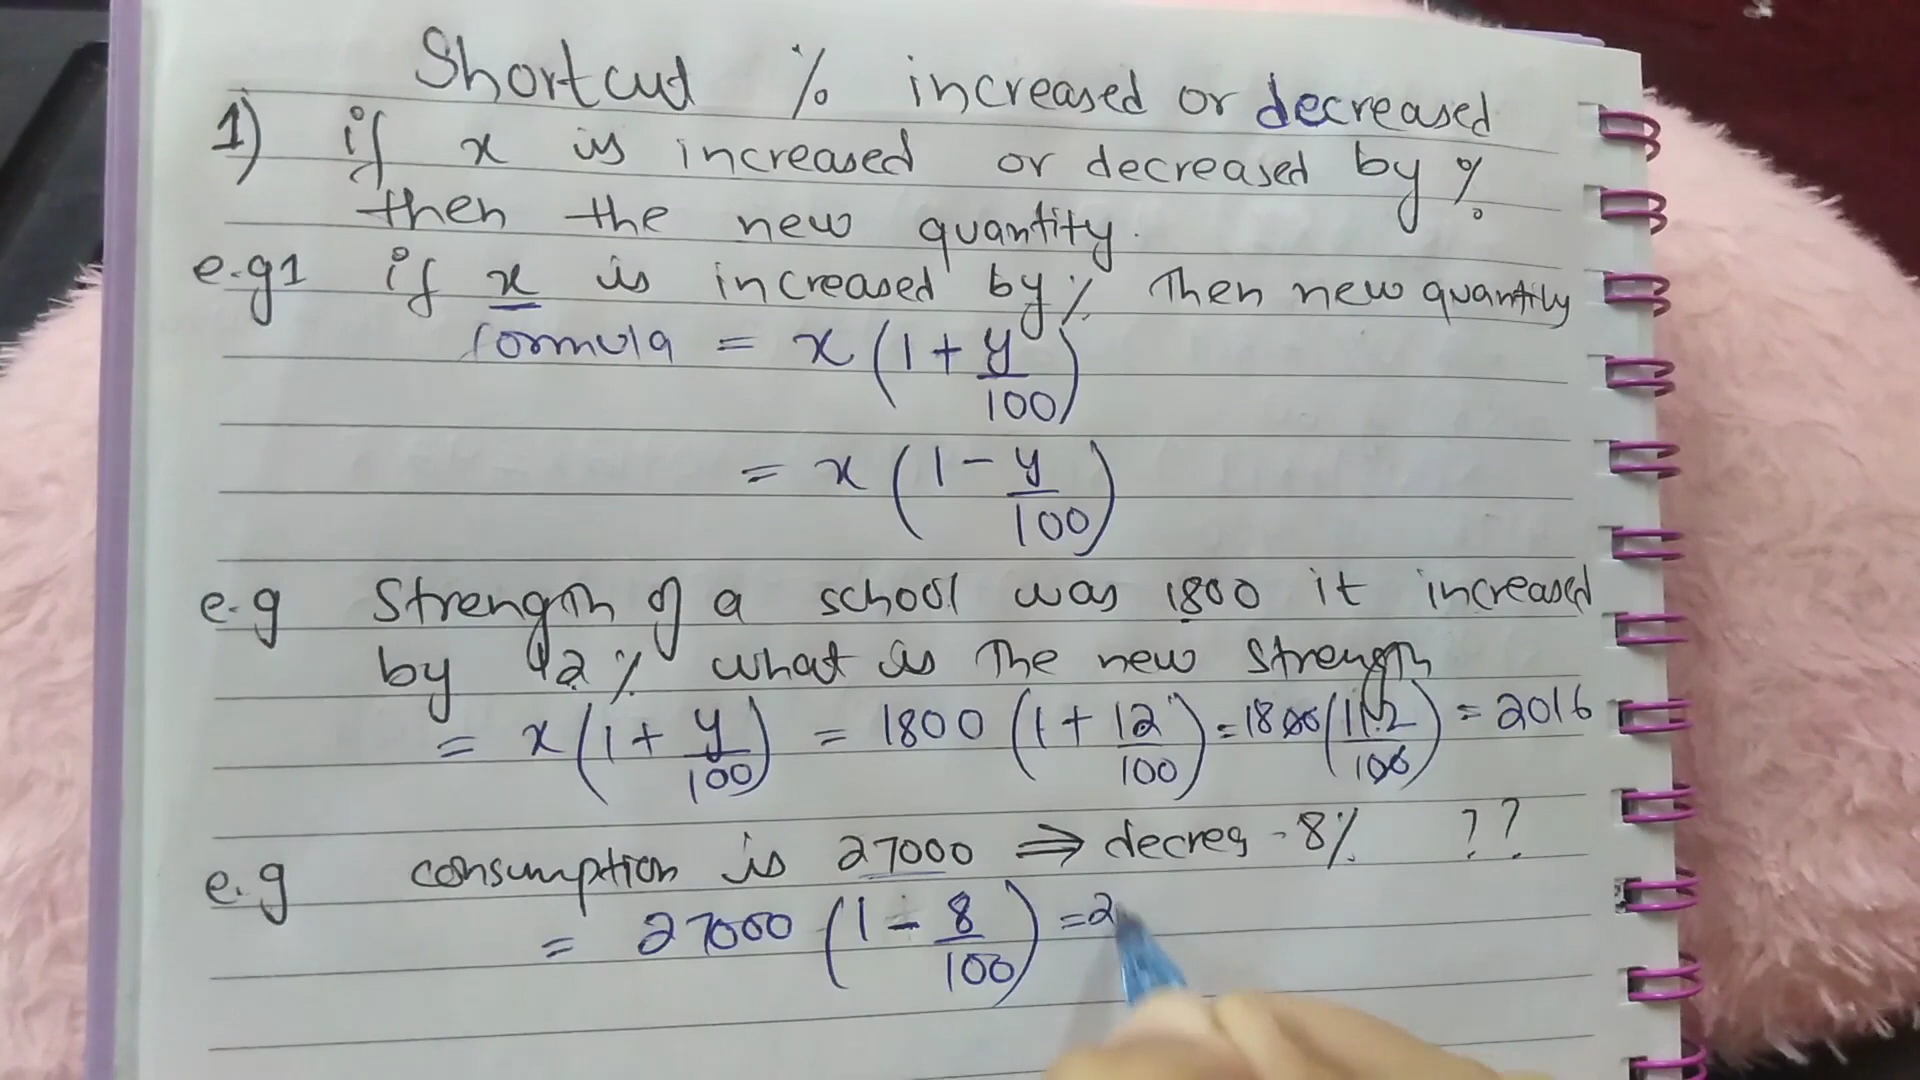 Shortcut % increased or decreased
1) if x is increased or decreased by %
then the new quantity.
e.g1 if x is increased by % Then new quantity
formula = x (1 + y/100)
= x (1 - y/100)
e.g Strength of a school was 1800 it increased
by 12% what is The new Strength
= x (1 + y/100) = 1800 (1 + 12/100) = 1800 (112/100) = 2016
e.g consumption is 27000 ⇒ decres - 8% ??
= 27000 (1 - 8/100) = 2